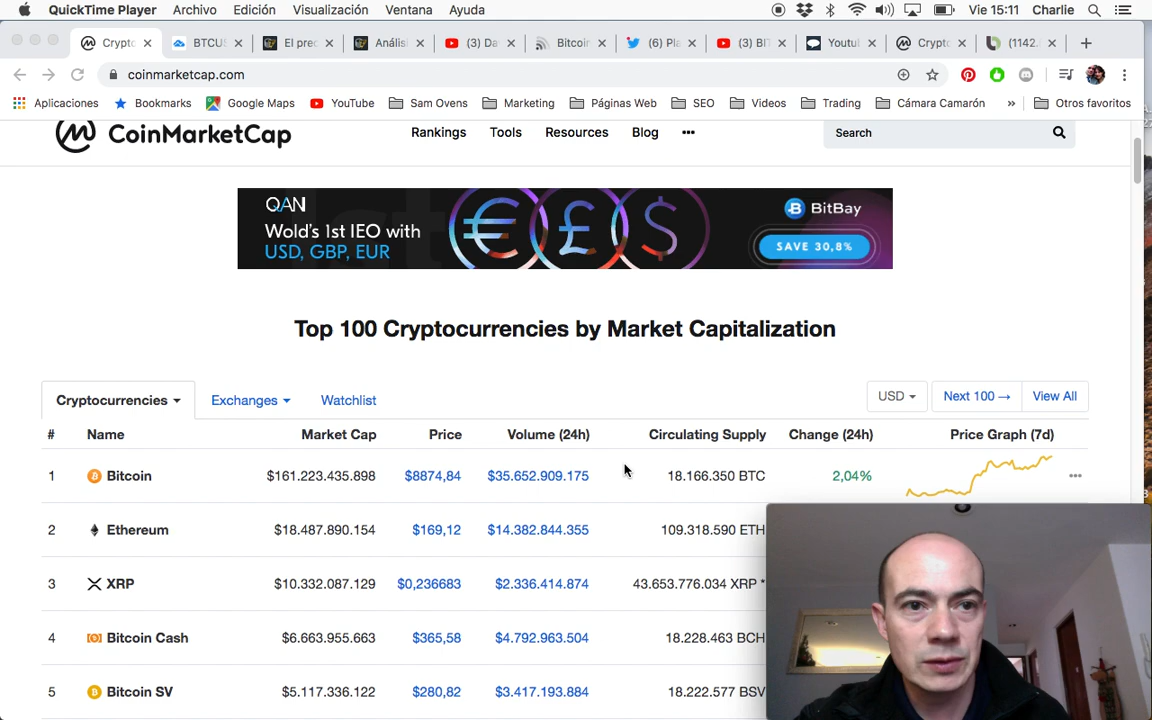 QuickTime Player Archivo Edición Visualización Ventana Ayuda Vie 15:11 Charlie
Crypto BTCUS El prec Análisi (3) Da Bitcoin (6) Pla (3) BIT Youtul Crypto (1142.
coinmarketcap.com
Aplicaciones Bookmarks Google Maps YouTube Sam Ovens Marketing Páginas Web SEO Videos Trading Cámara Camarón » Otros favoritos
CoinMarketCap Rankings Tools Resources Blog ••• Search
QAN
Wold's 1st IEO with
USD, GBP, EUR
BitBay
SAVE 30,8%
Top 100 Cryptocurrencies by Market Capitalization
Cryptocurrencies Exchanges Watchlist USD Next 100 → View All
# Name Market Cap Price Volume (24h) Circulating Supply Change (24h) Price Graph (7d)
1 Bitcoin $161.223.435.898 $8874,84 $35.652.909.175 18.166.350 BTC 2,04%
2 Ethereum $18.487.890.154 $169,12 $14.382.844.355 109.318.590 ETH
3 XRP $10.332.087.129 $0,236683 $2.336.414.874 43.653.776.034 XRP *
4 Bitcoin Cash $6.663.955.663 $365,58 $4.792.963.504 18.228.463 BCH
5 Bitcoin SV $5.117.336.122 $280,82 $3.417.193.884 18.222.577 BSV